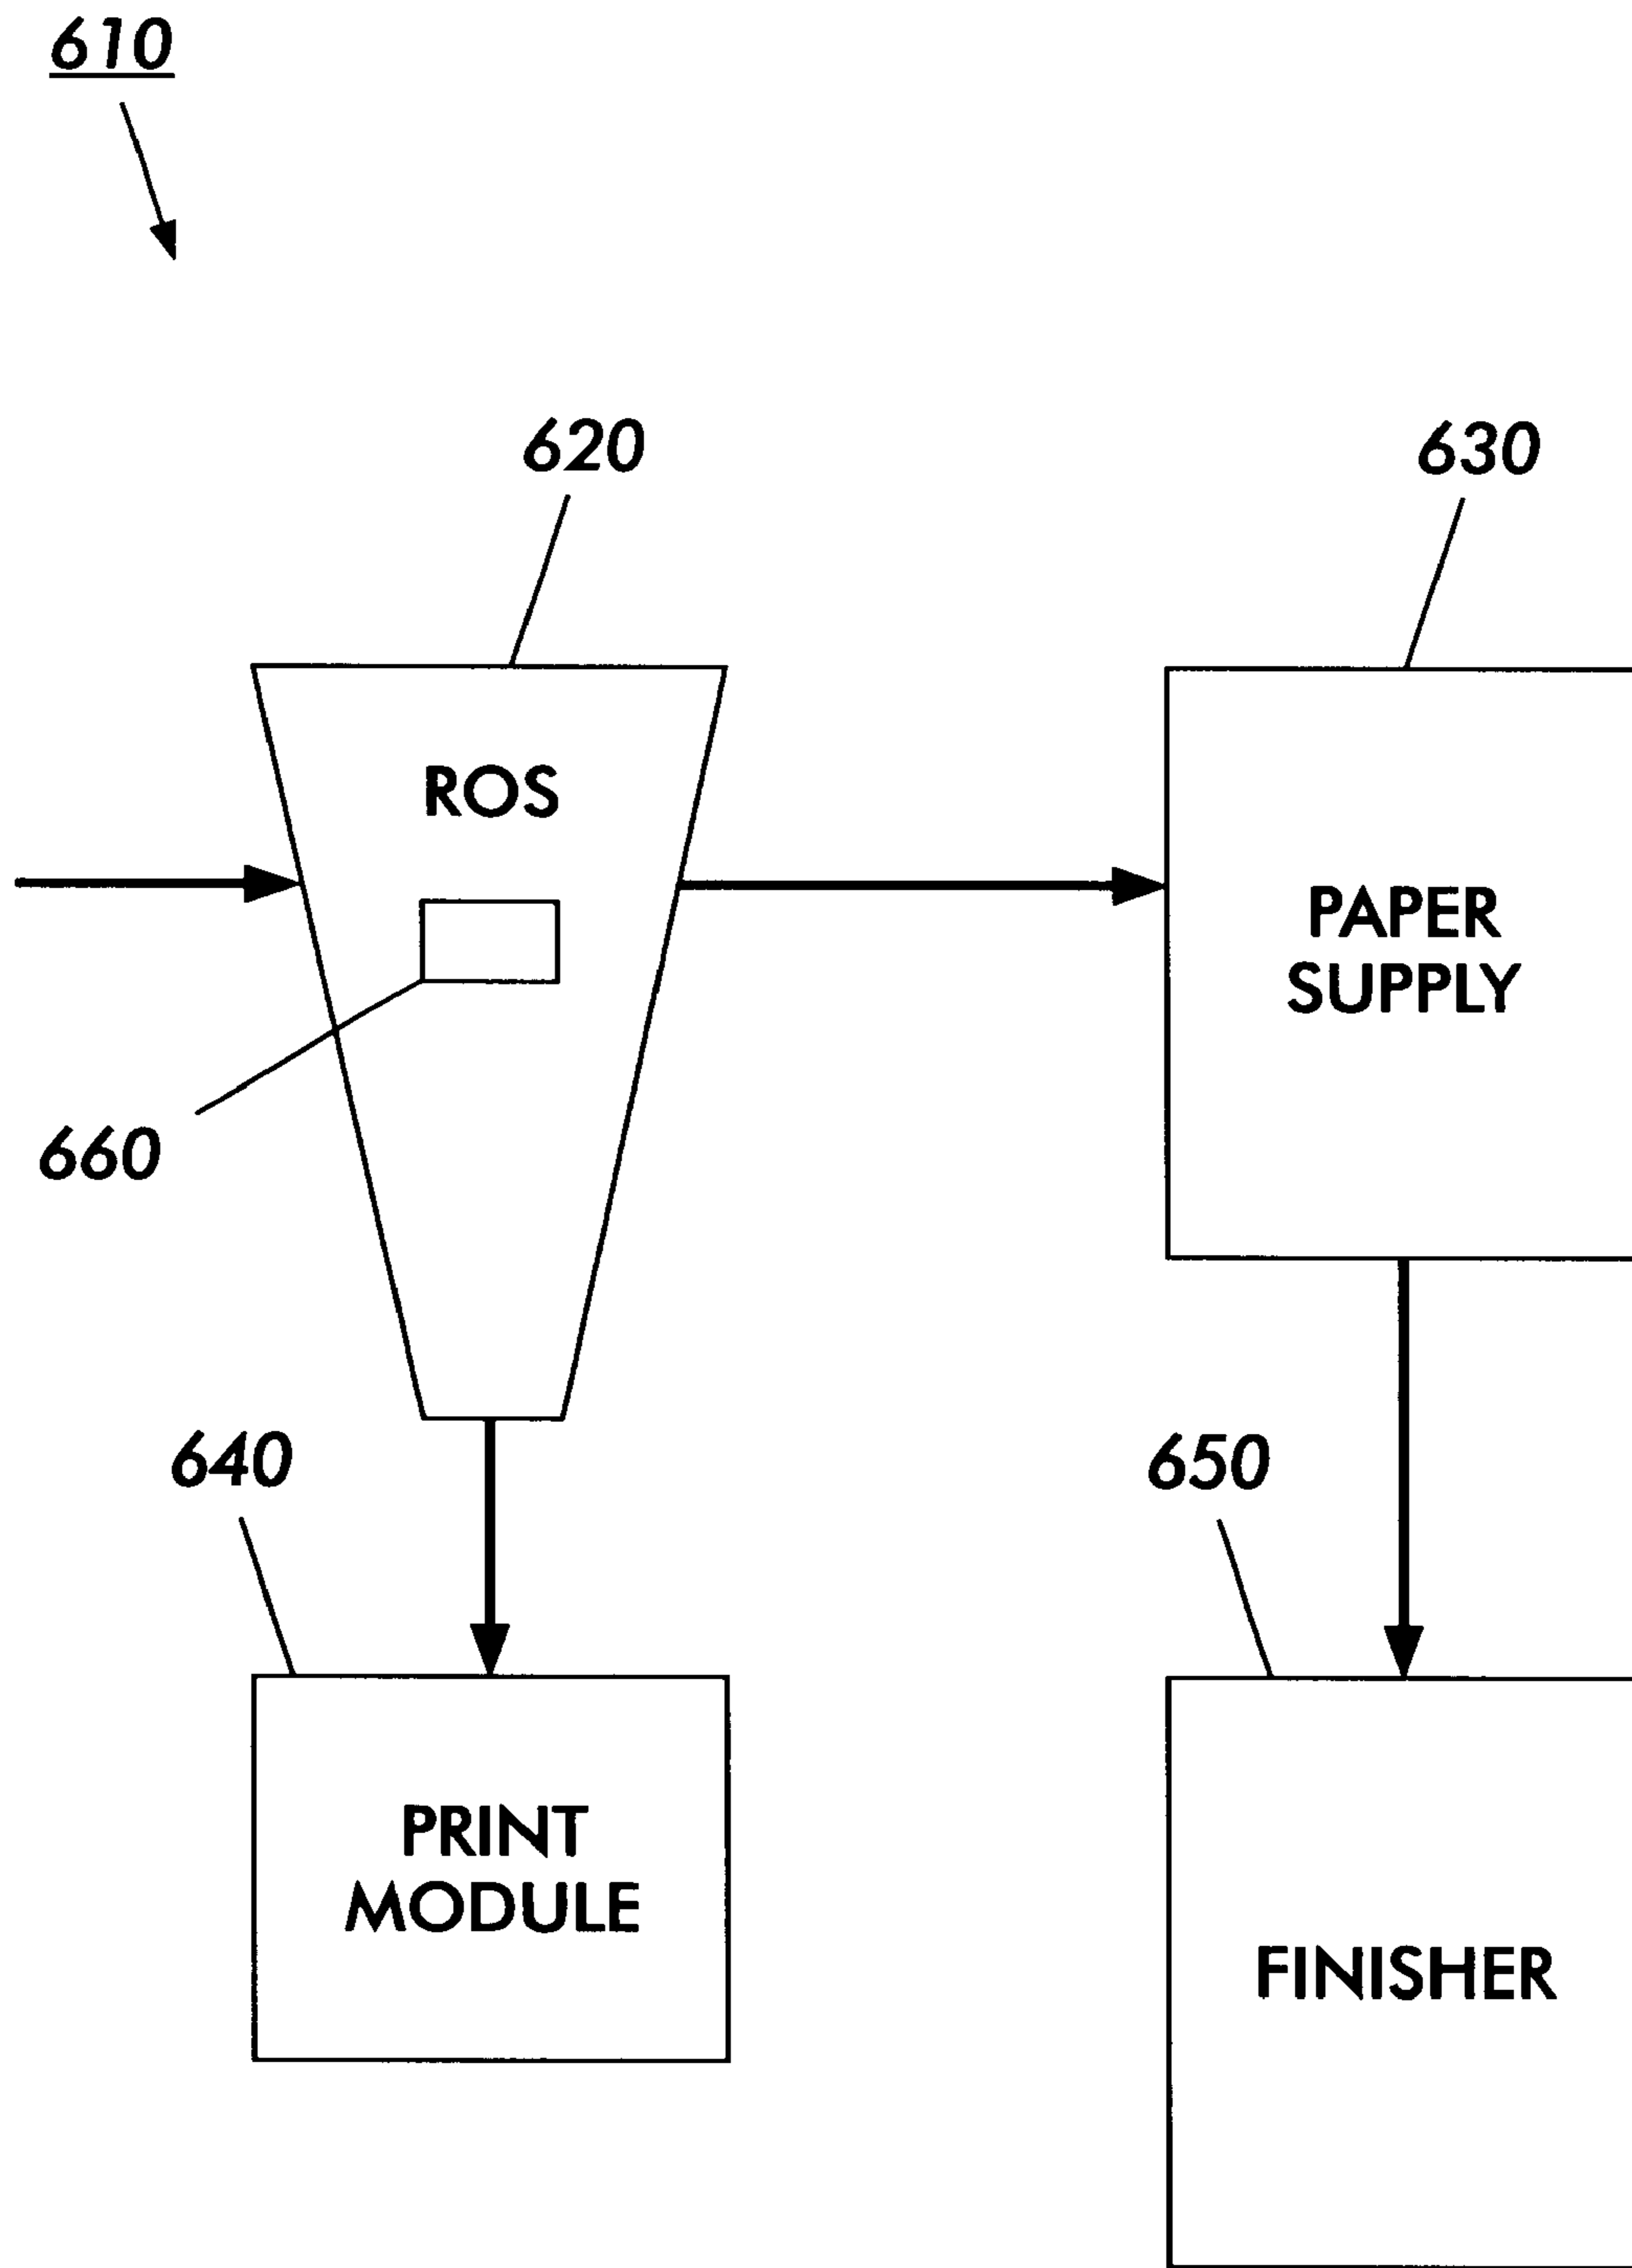 610
620
630
ROS
PAPER
SUPPLY
660
640
650
PRINT
MODULE
FINISHER